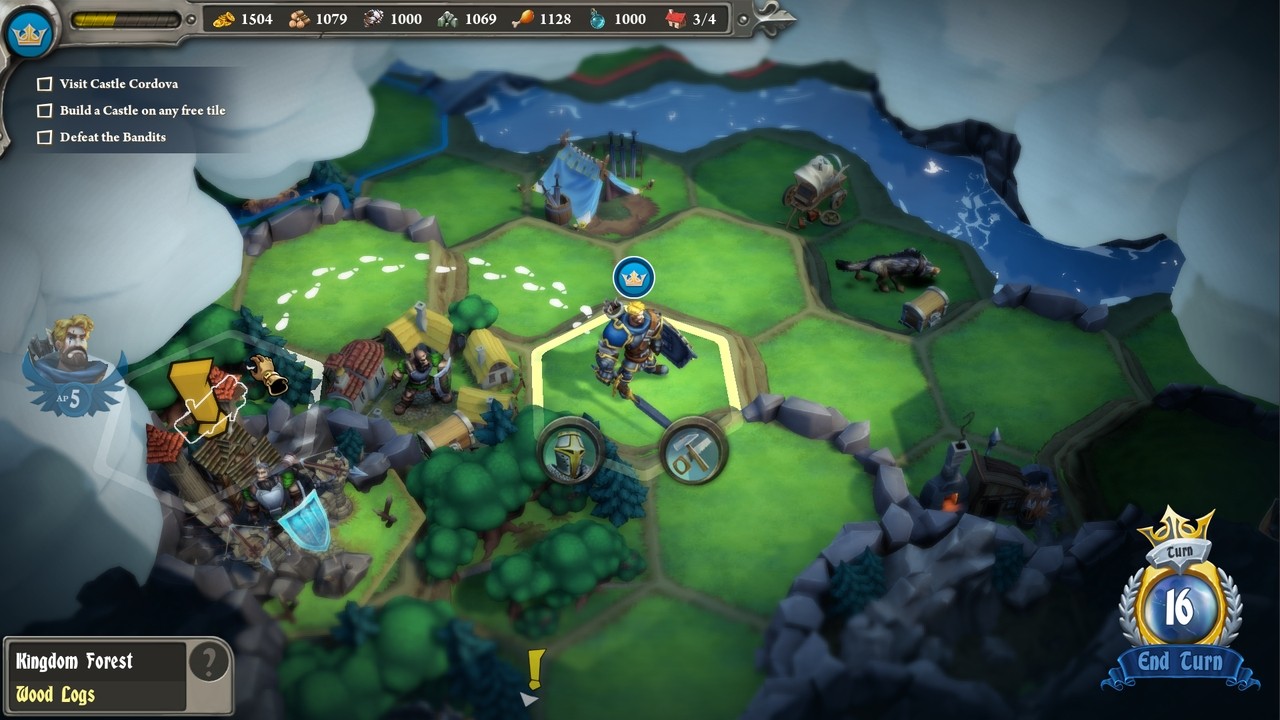 1504 1079 1000 1069 1128 1000 3/4
Visit Castle Cordova
Build a Castle on any free tile
Defeat the Bandits
AP 5
Turn
16
End Turn
Kingdom Forest
?
Wood Logs